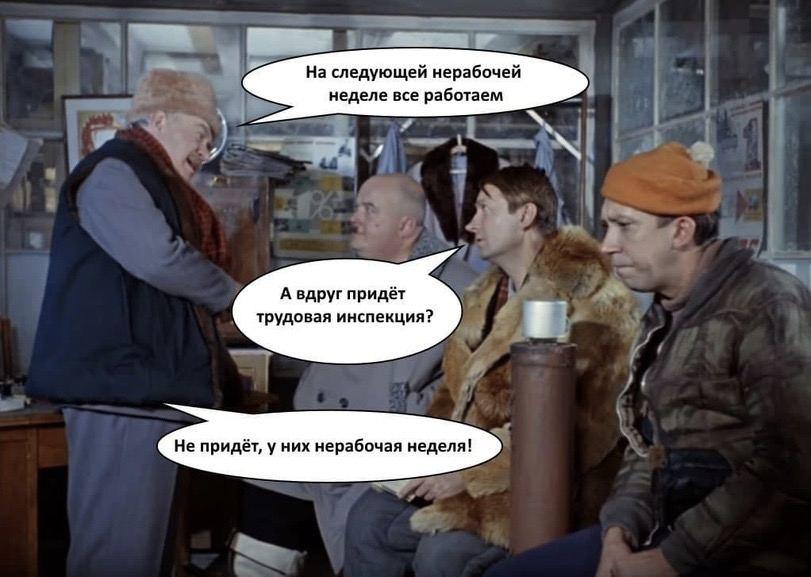 На следующей нерабочей
неделе все работаем
А вдруг придёт
трудовая инспекция?
Не придёт, у них нерабочая неделя!